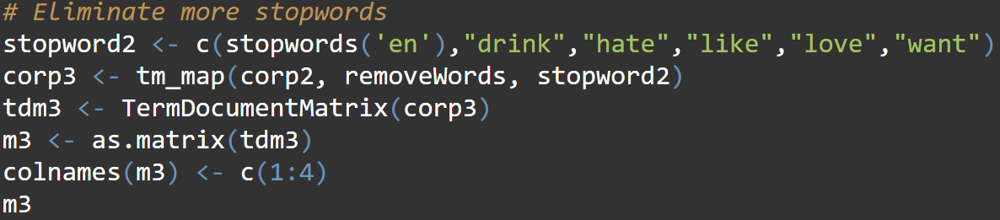 # Eliminate more stopwords
stopword2 <- c(stopwords('en'),"drink","hate","like","love","want")
corp3 <- tm_map(corp2, removeWords, stopword2)
tdm3 <- TermDocumentMatrix(corp3)
m3 <- as.matrix(tdm3)
colnames(m3) <- c(1:4)
m3